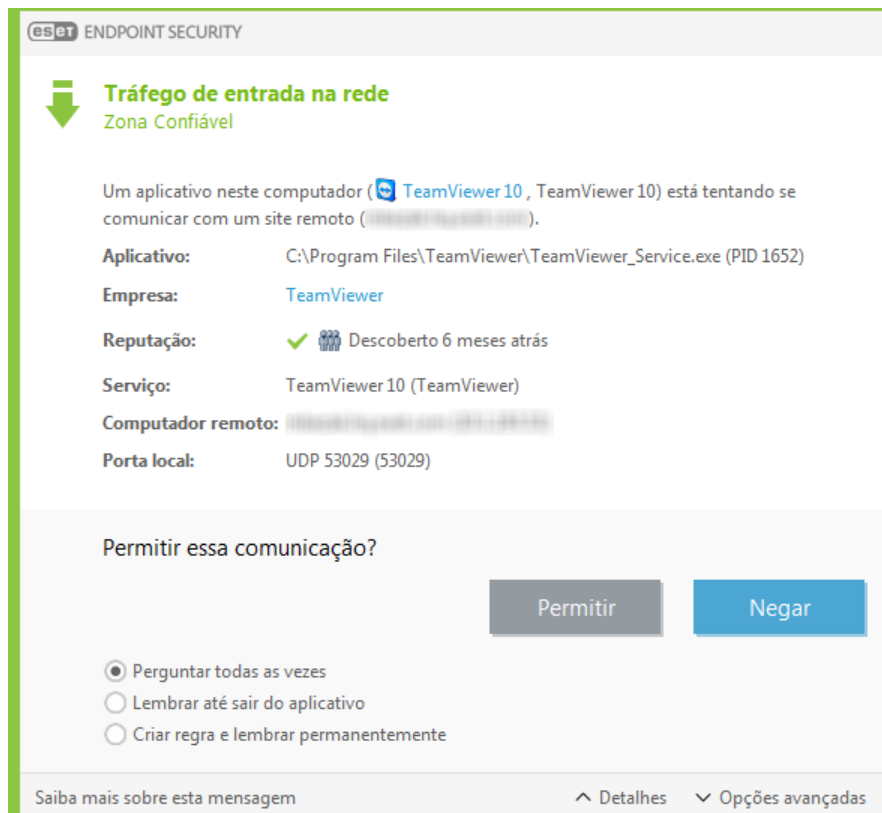 eset ENDPOINT SECURITY
Tráfego de entrada na rede
Zona Confiável
Um aplicativo neste computador ( TeamViewer 10 , TeamViewer 10) está tentando se
comunicar com um site remoto ( ).
Aplicativo: C:\Program Files\TeamViewer\TeamViewer_Service.exe (PID 1652)
Empresa: TeamViewer
Reputação: Descoberto 6 meses atrás
Serviço: TeamViewer 10 (TeamViewer)
Computador remoto:
Porta local: UDP 53029 (53029)
Permitir essa comunicação?
Permitir Negar
Perguntar todas as vezes
Lembrar até sair do aplicativo
Criar regra e lembrar permanentemente
Saiba mais sobre esta mensagem Detalhes Opções avançadas